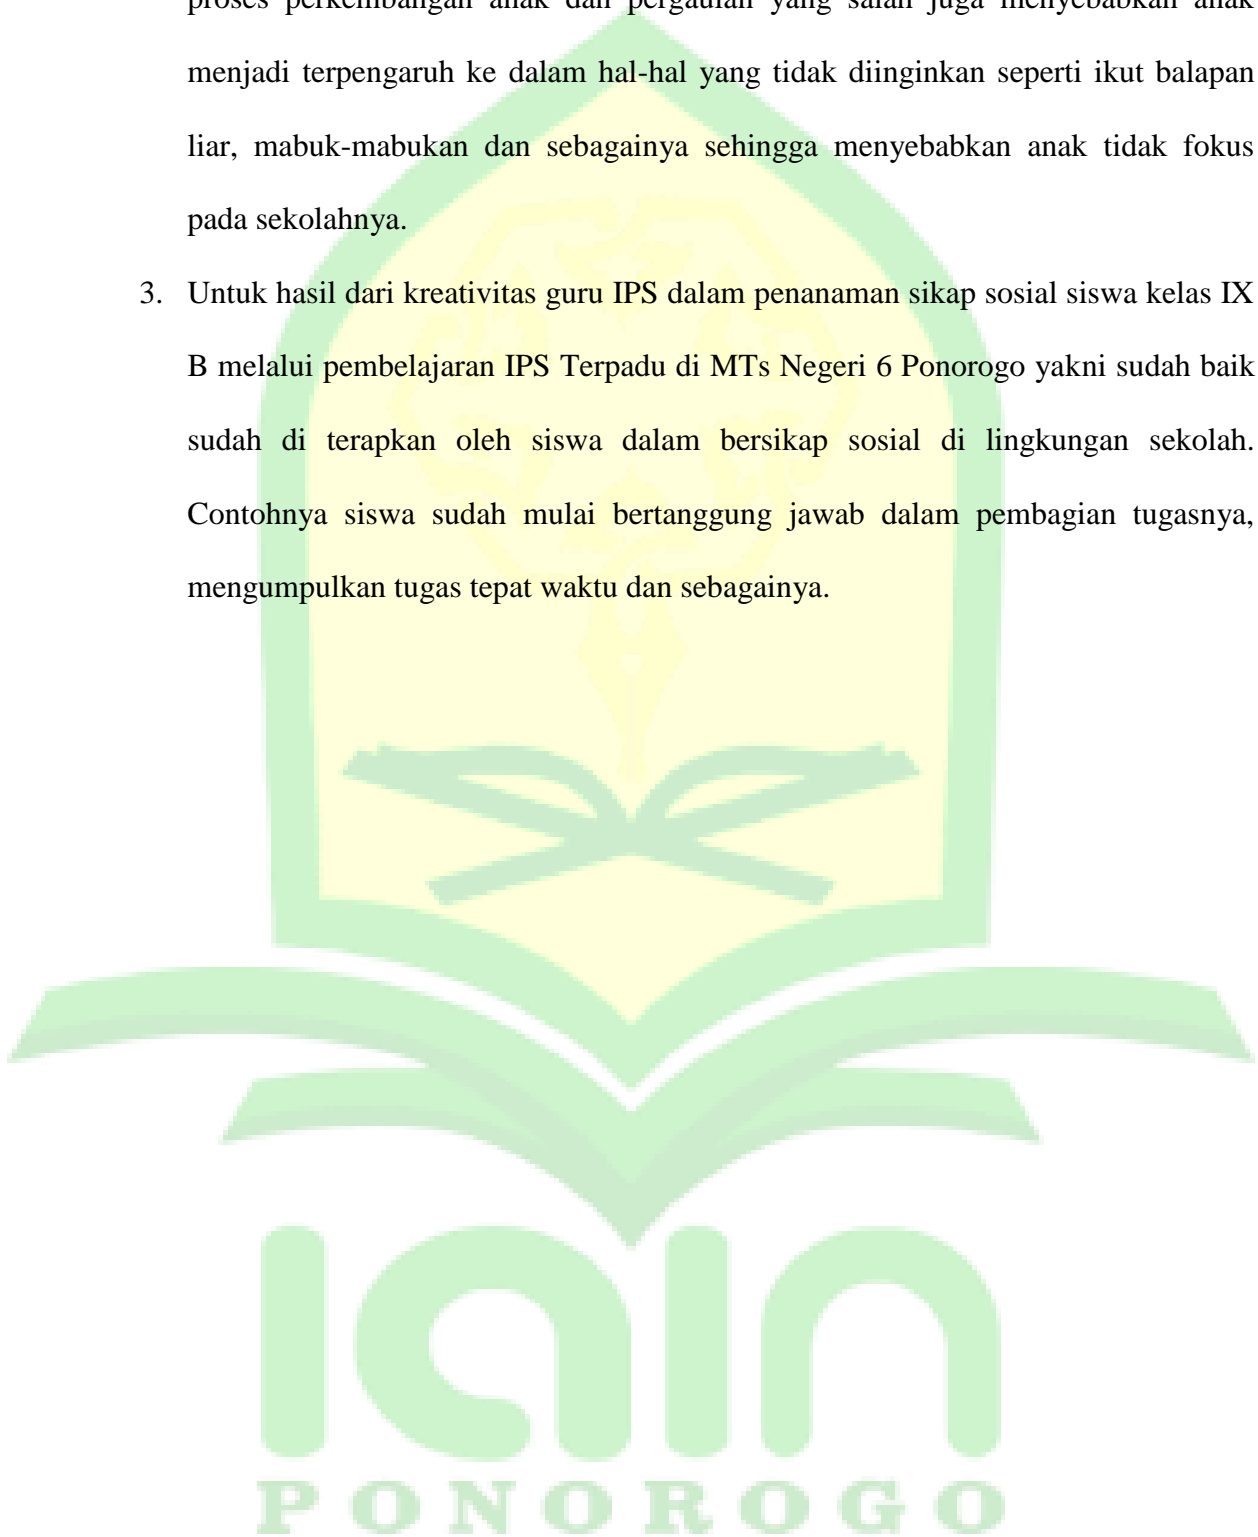 proses perkembangan anak dan pergaulan yang salah juga menyebabkan anak
menjadi terpengaruh ke dalam hal-hal yang tidak diinginkan seperti ikut balapan
liar, mabuk-mabukan dan sebagainya sehingga menyebabkan anak tidak fokus
pada sekolahnya.
3. Untuk hasil dari kreativitas guru IPS dalam penanaman sikap sosial siswa kelas IX
B melalui pembelajaran IPS Terpadu di MTs Negeri 6 Ponorogo yakni sudah baik
sudah di terapkan oleh siswa dalam bersikap sosial di lingkungan sekolah.
Contohnya siswa sudah mulai bertanggung jawab dalam pembagian tugasnya,
mengumpulkan tugas tepat waktu dan sebagainya.
iain
PONOROGO